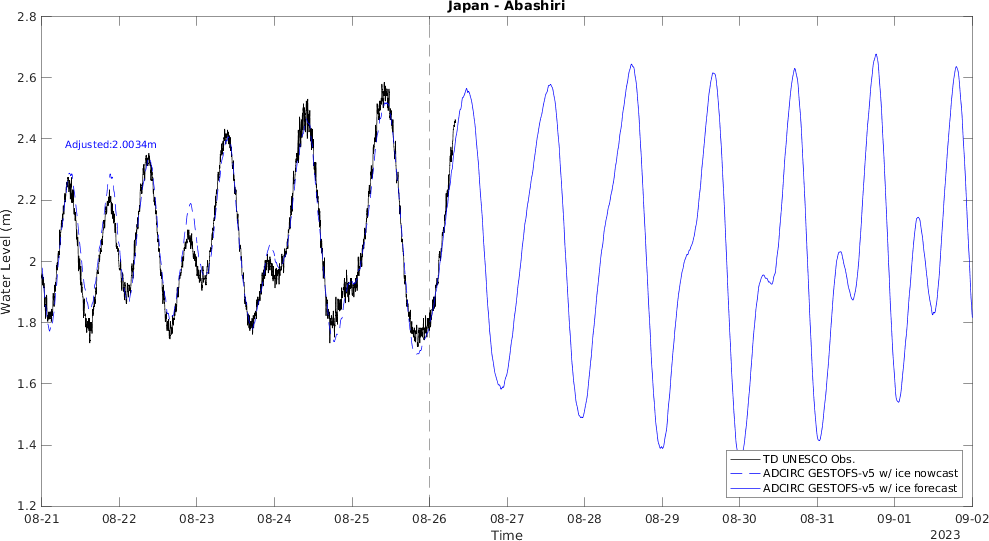 Japan - Abashiri
2.8
2.6
2.4
2.2
2
1.8
1.6
1.4
1.2
Water Level (m)
Adjusted:2.0034m
TD UNESCO Obs.
ADCIRC GESTOFS-v5 w/ ice nowcast
ADCIRC GESTOFS-v5 w/ ice forecast
08-21 08-22 08-23 08-24 08-25 08-26 08-27 08-28 08-29 08-30 08-31 09-01 09-02
Time
2023